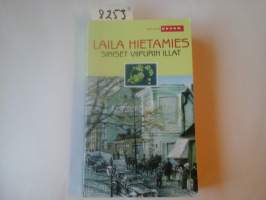 8253
LAILA HIETAMIES
SINISET VIIPURIN ILLAT